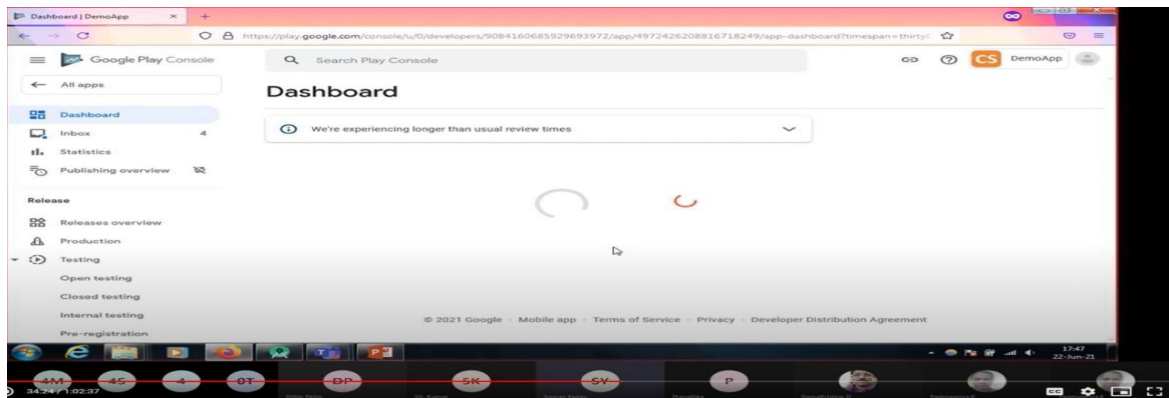 Dashboard | DemoApp
https://play.google.com/console/u/0/developers/9084160685929693972/app/4972426208816718249/app-dashboard?timespan=thirty
Google Play Console
Search Play Console
CS DemoApp
All apps
Dashboard
Dashboard
We're experiencing longer than usual review times
Inbox 4
Statistics
Publishing overview
Release
Releases overview
Production
Testing
Open testing
Closed testing
Internal testing
Pre-registration
© 2021 Google · Mobile app · Terms of Service · Privacy · Developer Distribution Agreement
17:47
22-Jun-21
4M 4S 4 0T DP SK SY P
34:24 / 1:02:37